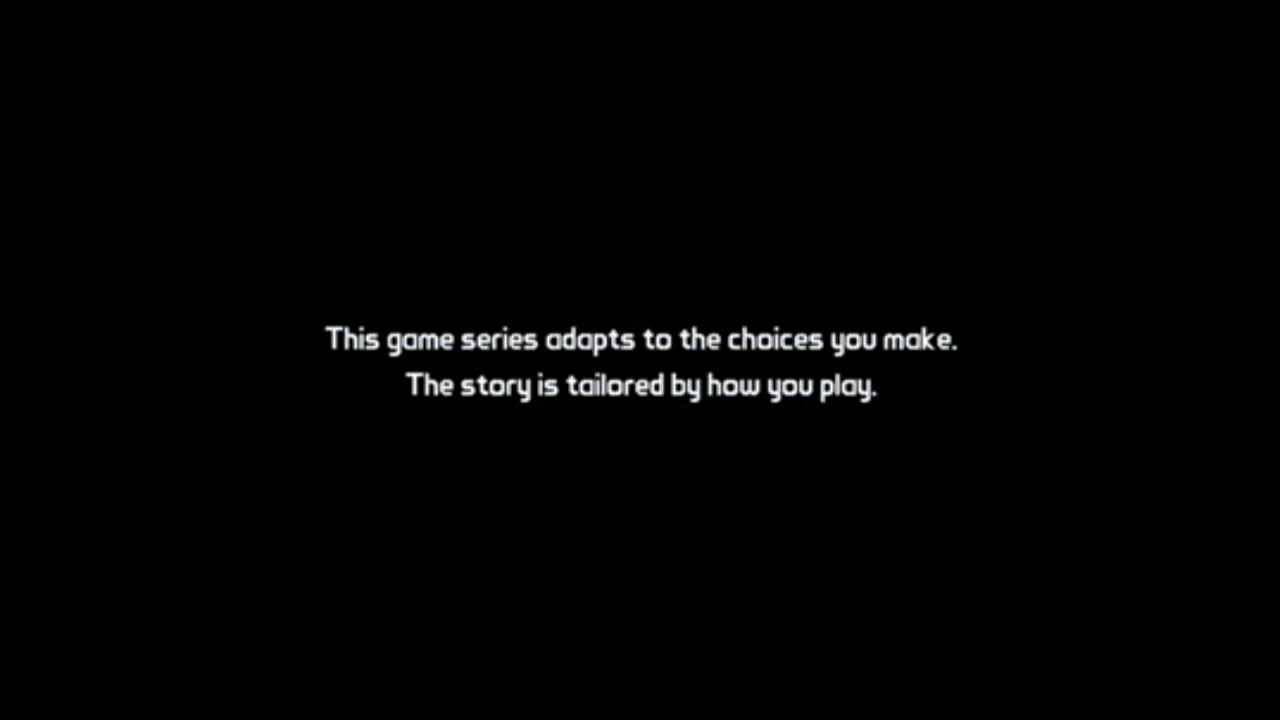 This game series adapts to the choices you make.
The story is tailored by how you play.